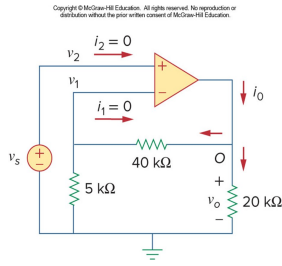 Copyright © McGraw-Hill Education. All rights reserved. No reproduction or
distribution without the prior written consent of McGraw-Hill Education.
i2 = 0
v2
+
v1
−
i1 = 0
iO
40 kΩ
O
vs
+
−
5 kΩ
+
vo
−
20 kΩ